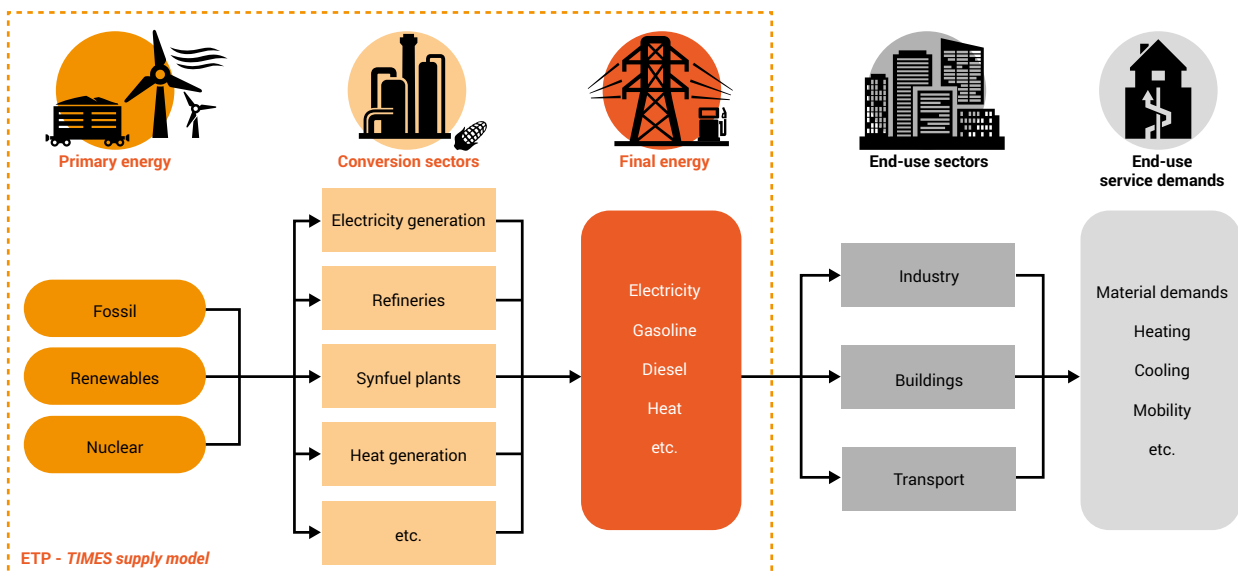 Primary energy
Conversion sectors
Final energy
End-use sectors
End-use
service demands
Fossil
Renewables
Nuclear
Electricity generation
Refineries
Synfuel plants
Heat generation
etc.
Electricity
Gasoline
Diesel
Heat
etc.
Industry
Buildings
Transport
Material demands
Heating
Cooling
Mobility
etc.
ETP - TIMES supply model